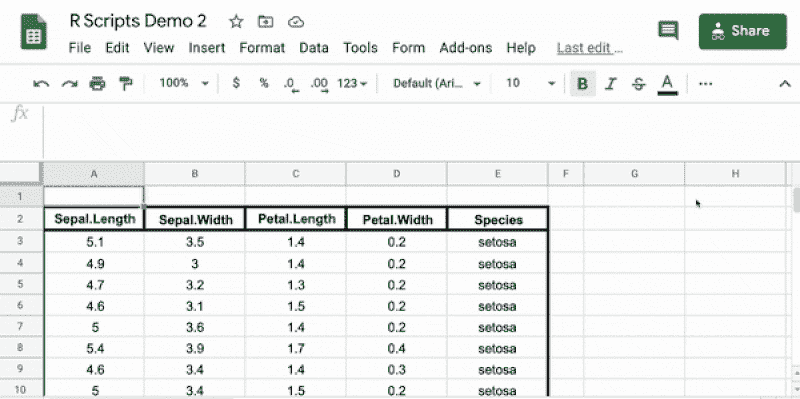 R Scripts Demo 2
File Edit View Insert Format Data Tools Form Add-ons Help Last edit ...
Share
100% $ % .0 .00 123 Default (Ari... 10 B I S A ...
fx
A B C D E F G H
1
2 Sepal.Length Sepal.Width Petal.Length Petal.Width Species
3 5.1 3.5 1.4 0.2 setosa
4 4.9 3 1.4 0.2 setosa
5 4.7 3.2 1.3 0.2 setosa
6 4.6 3.1 1.5 0.2 setosa
7 5 3.6 1.4 0.2 setosa
8 5.4 3.9 1.7 0.4 setosa
9 4.6 3.4 1.4 0.3 setosa
10 5 3.4 1.5 0.2 setosa